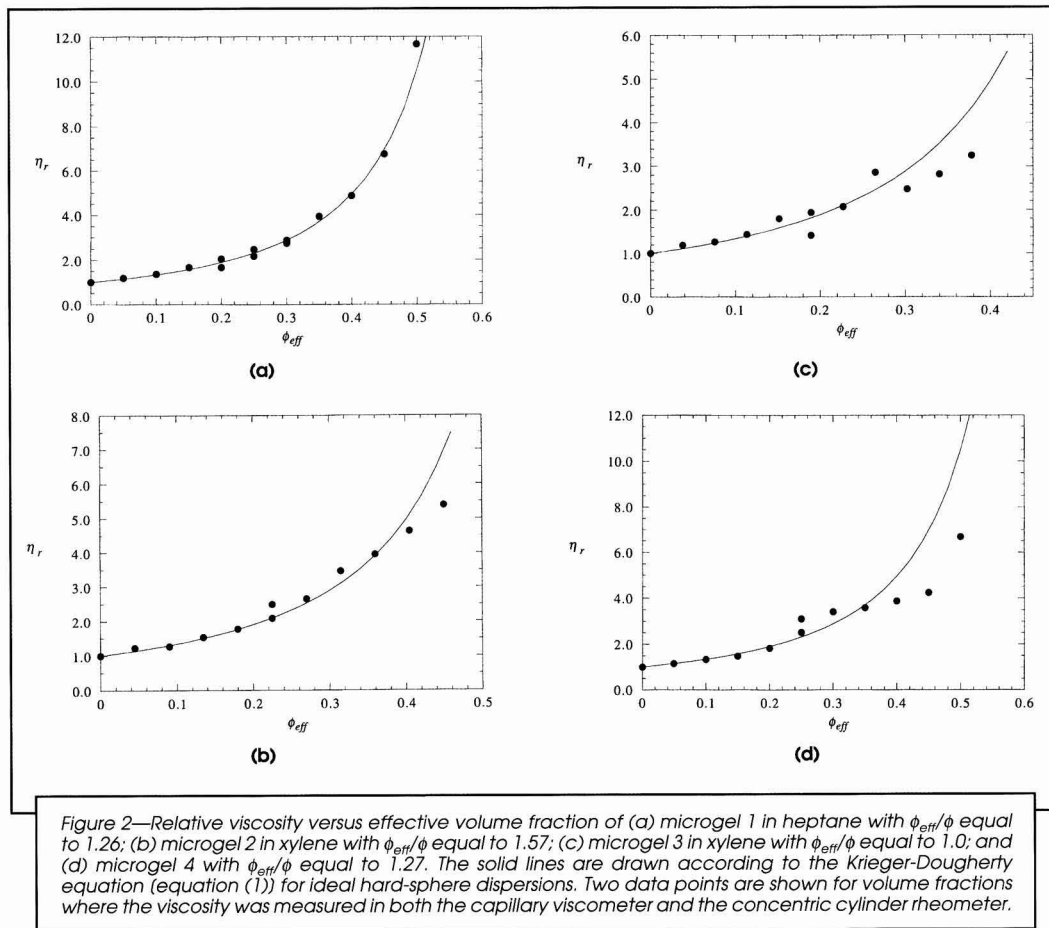 12.0
10.0
8.0
6.0
4.0
2.0
0.0
η_r
0 0.1 0.2 0.3 0.4 0.5 0.6
ϕ_eff
(a)
6.0
5.0
4.0
3.0
2.0
1.0
0.0
η_r
0 0.1 0.2 0.3 0.4
ϕ_eff
(c)
8.0
7.0
6.0
5.0
4.0
3.0
2.0
1.0
0.0
η_r
0 0.1 0.2 0.3 0.4 0.5
ϕ_eff
(b)
12.0
10.0
8.0
6.0
4.0
2.0
0.0
η_r
0 0.1 0.2 0.3 0.4 0.5 0.6
ϕ_eff
(d)
Figure 2—Relative viscosity versus effective volume fraction of (a) microgel 1 in heptane with ϕ_eff/ϕ equal
to 1.26; (b) microgel 2 in xylene with ϕ_eff/ϕ equal to 1.57; (c) microgel 3 in xylene with ϕ_eff/ϕ equal to 1.0; and
(d) microgel 4 with ϕ_eff/ϕ equal to 1.27. The solid lines are drawn according to the Krieger-Dougherty
equation [equation (1)] for ideal hard-sphere dispersions. Two data points are shown for volume fractions
where the viscosity was measured in both the capillary viscometer and the concentric cylinder rheometer.